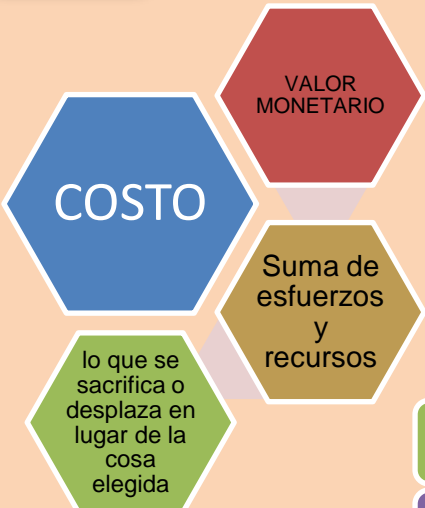 COSTO
VALOR
MONETARIO
Suma de
esfuerzos
y
recursos
lo que se
sacrifica o
desplaza en
lugar de la
cosa
elegida